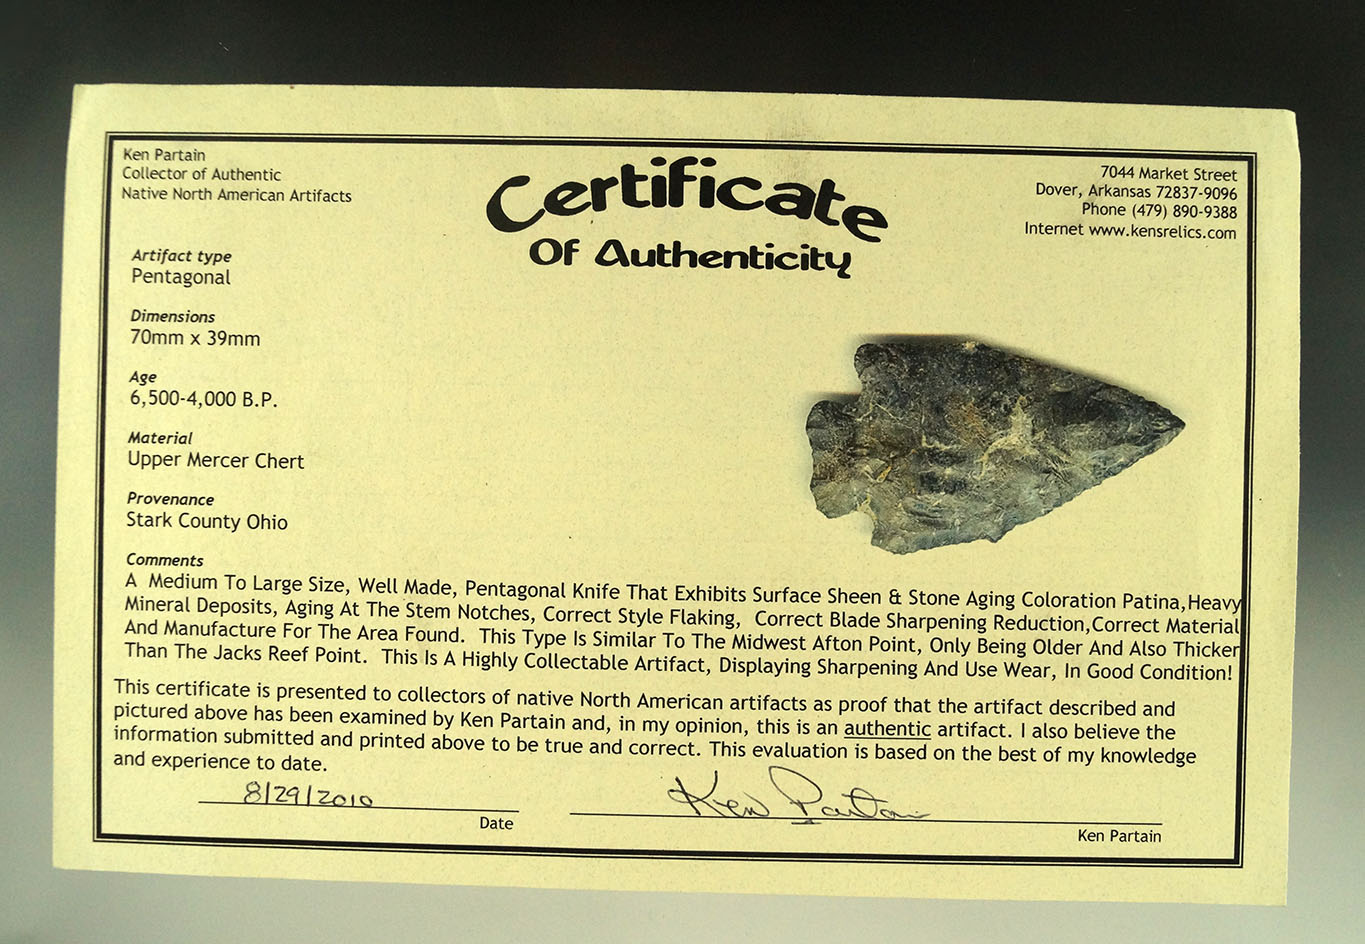 Ken Partain
Collector of Authentic
Native North American Artifacts
Certificate
Of Authenticity
7044 Market Street
Dover, Arkansas 72837-9096
Phone (479) 890-9388
Internet www.kensrelics.com
Artifact type
Pentagonal
Dimensions
70mm x 39mm
Age
6,500-4,000 B.P.
Material
Upper Mercer Chert
Provenance
Stark County Ohio
Comments
A Medium To Large Size, Well Made, Pentagonal Knife That Exhibits Surface Sheen & Stone Aging Coloration Patina,Heavy
Mineral Deposits, Aging At The Stem Notches, Correct Style Flaking, Correct Blade Sharpening Reduction,Correct Material
And Manufacture For The Area Found. This Type Is Similar To The Midwest Afton Point, Only Being Older And Also Thicker
Than The Jacks Reef Point. This Is A Highly Collectable Artifact, Displaying Sharpening And Use Wear, In Good Condition!
This certificate is presented to collectors of native North American artifacts as proof that the artifact described and
pictured above has been examined by Ken Partain and, in my opinion, this is an authentic artifact. I also believe the
information submitted and printed above to be true and correct. This evaluation is based on the best of my knowledge
and experience to date.
8/29/2010
Ken Partain
Date
Ken Partain